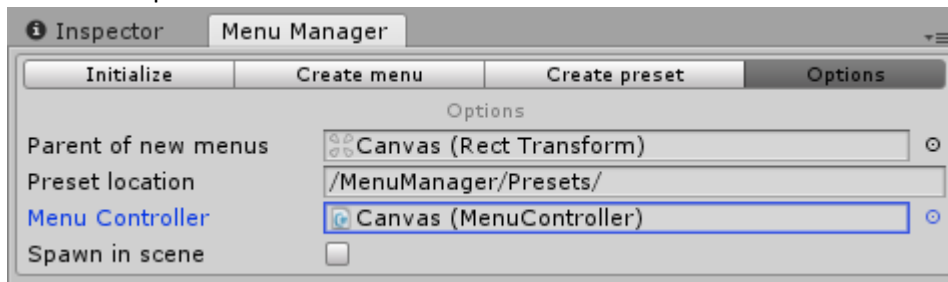 Inspector Menu Manager
Initialize Create menu Create preset Options
Options
Parent of new menus Canvas (Rect Transform)
Preset location /MenuManager/Presets/
Menu Controller Canvas (MenuController)
Spawn in scene